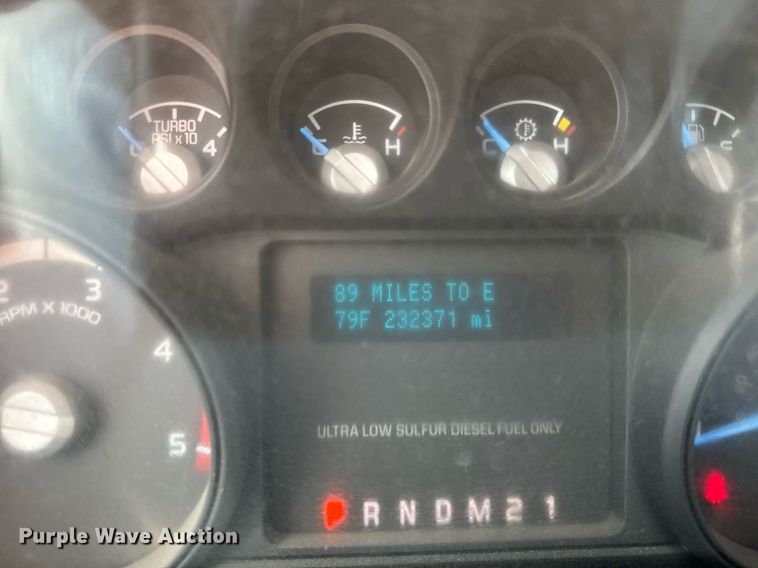 TURBO
PSI x 10
0 4
C H
C H
F
2 3
RPM X 1000
4
5
89 MILES TO E
79F 232371 mi
ULTRA LOW SULFUR DIESEL FUEL ONLY
P R N D M 2 1
Purple Wave Auction